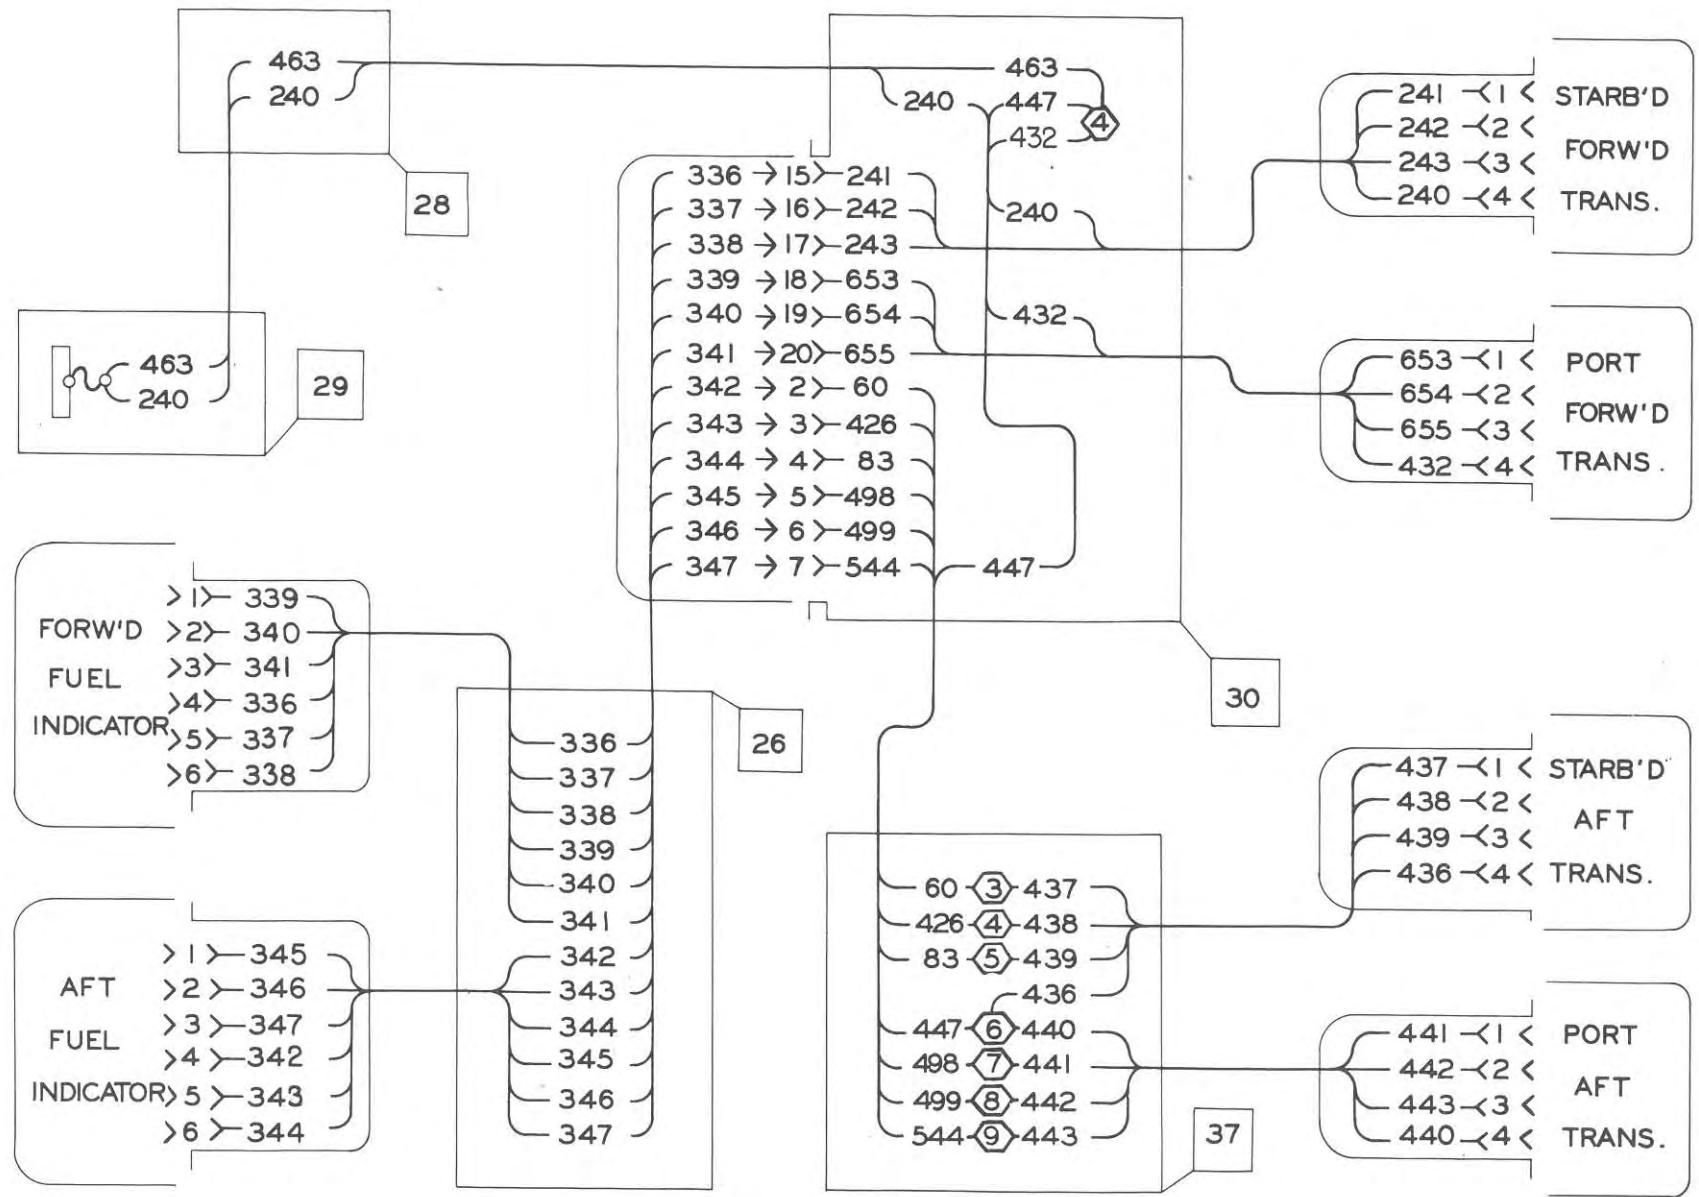 463
240
28
463
240
29
463
240
447
432
4
240
432
447
336 15 241
337 16 242
338 17 243
339 18 653
340 19 654
341 20 655
342 2 60
343 3 426
344 4 83
345 5 498
346 6 499
347 7 544
30
241 1 STARB'D
242 2
243 3 FORW'D
240 4 TRANS.
653 1 PORT
654 2
655 3 FORW'D
432 4 TRANS.
1 339
FORW'D 2 340
3 341
FUEL
4 336
INDICATOR 5 337
6 338
1 345
AFT 2 346
3 347
FUEL 4 342
INDICATOR 5 343
6 344
336
337
338
339
340
341
342
343
344
345
346
347
26
60 3 437
426 4 438
83 5 439
436
447 6 440
498 7 441
499 8 442
544 9 443
37
437 1 STARB'D
438 2
439 3 AFT
436 4 TRANS.
441 1 PORT
442 2
443 3 AFT
440 4 TRANS.